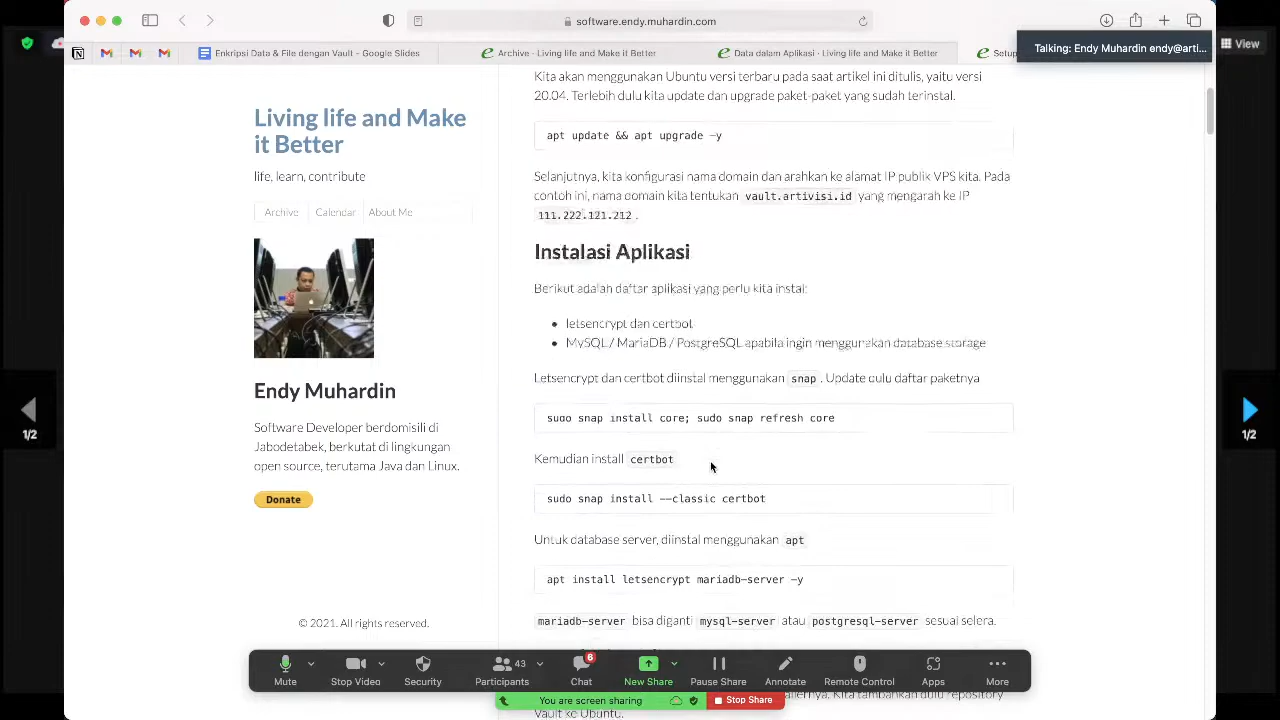 software.endy.muhardin.com
Enkripsi Data & File dengan Vault - Google Slides
Archive · Living life and Make it Better
Data dan Aplikasi · Living life and Make it Better
Setup
Talking: Endy Muhardin endy@arti...
View
Living life and Make
it Better
life, learn, contribute
Archive Calendar About Me
Endy Muhardin
Software Developer berdomisili di
Jabodetabek, berkutat di lingkungan
open source, terutama Java dan Linux.
Donate
© 2021. All rights reserved.
Kita akan menggunakan Ubuntu versi terbaru pada saat artikel ini ditulis, yaitu versi
20.04. Terlebih dulu kita update dan upgrade paket-paket yang sudah terinstal.
apt update && apt upgrade -y
Selanjutnya, kita konfigurasi nama domain dan arahkan ke alamat IP publik VPS kita. Pada
contoh ini, nama domain kita tentukan vault.artivisi.id yang mengarah ke IP
111.222.121.212 .
Instalasi Aplikasi
Berikut adalah daftar aplikasi yang perlu kita instal:
letsencrypt dan certbot
MySQL / MariaDB / PostgreSQL apabila ingin menggunakan database storage
Letsencrypt dan certbot diinstal menggunakan snap . Update dulu daftar paketnya
sudo snap install core; sudo snap refresh core
Kemudian install certbot
sudo snap install --classic certbot
Untuk database server, diinstal menggunakan apt
apt install letsencrypt mariadb-server -y
mariadb-server bisa diganti mysql-server atau postgresql-server sesuai selera.
allernya. Kita tambahkan dulu repository
Vault ke Ubuntu.
1/2
1/2
Mute
Stop Video
Security
43
Participants
6
Chat
New Share
Pause Share
Annotate
Remote Control
Apps
More
You are screen sharing
Stop Share